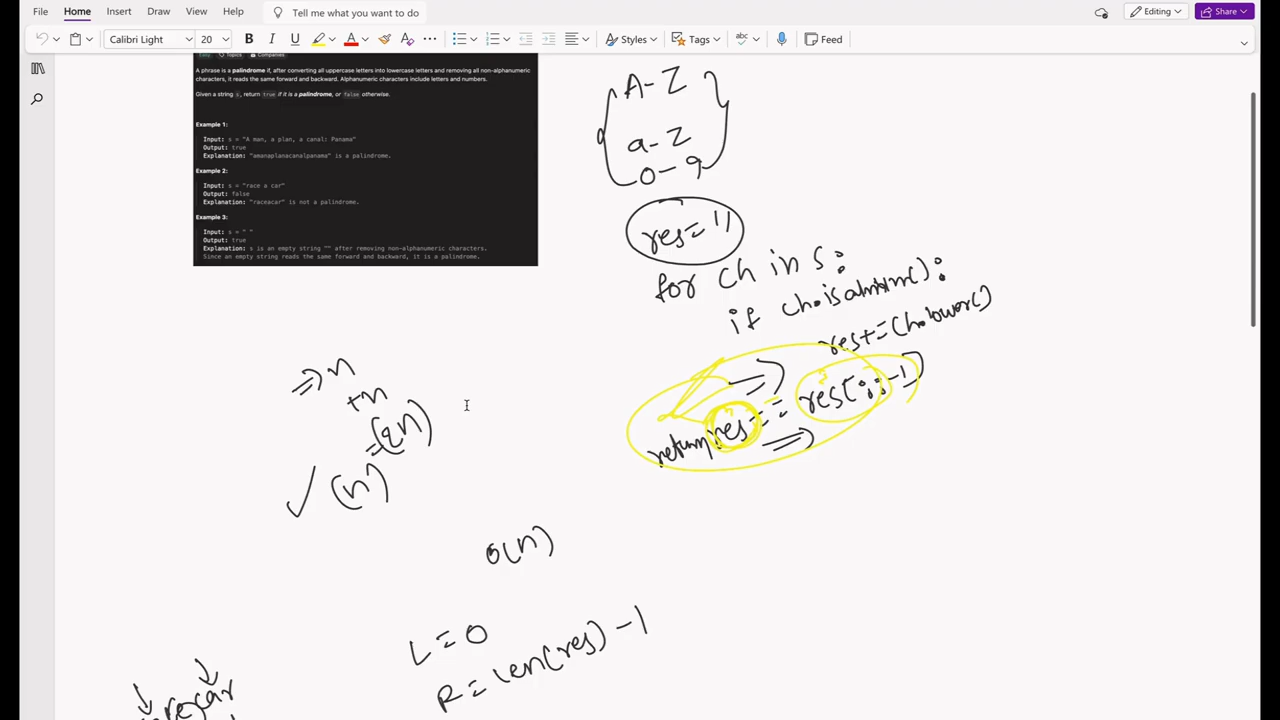 File Home Insert Draw View Help Tell me what you want to do Editing Share
Calibri Light 20 B I U A Styles Tags abc Feed
Easy Topics Companies
A phrase is a palindrome if, after converting all uppercase letters into lowercase letters and removing all non-alphanumeric
characters, it reads the same forward and backward. Alphanumeric characters include letters and numbers.
Given a string s, return true if it is a palindrome, or false otherwise.
Example 1:
Input: s = "A man, a plan, a canal: Panama"
Output: true
Explanation: "amanaplanacanalpanama" is a palindrome.
Example 2:
Input: s = "race a car"
Output: false
Explanation: "raceacar" is not a palindrome.
Example 3:
Input: s = " "
Output: true
Explanation: s is an empty string "" after removing non-alphanumeric characters.
Since an empty string reads the same forward and backward, it is a palindrome.
A-Z
a-z
0-9
res=''
for ch in s:
if ch.isalnum():
res+=ch.lower()
return res == res[::-1]
=> n
+n
=(2n)
✓ (n)
O(n)
L = 0
R = len(res) -1